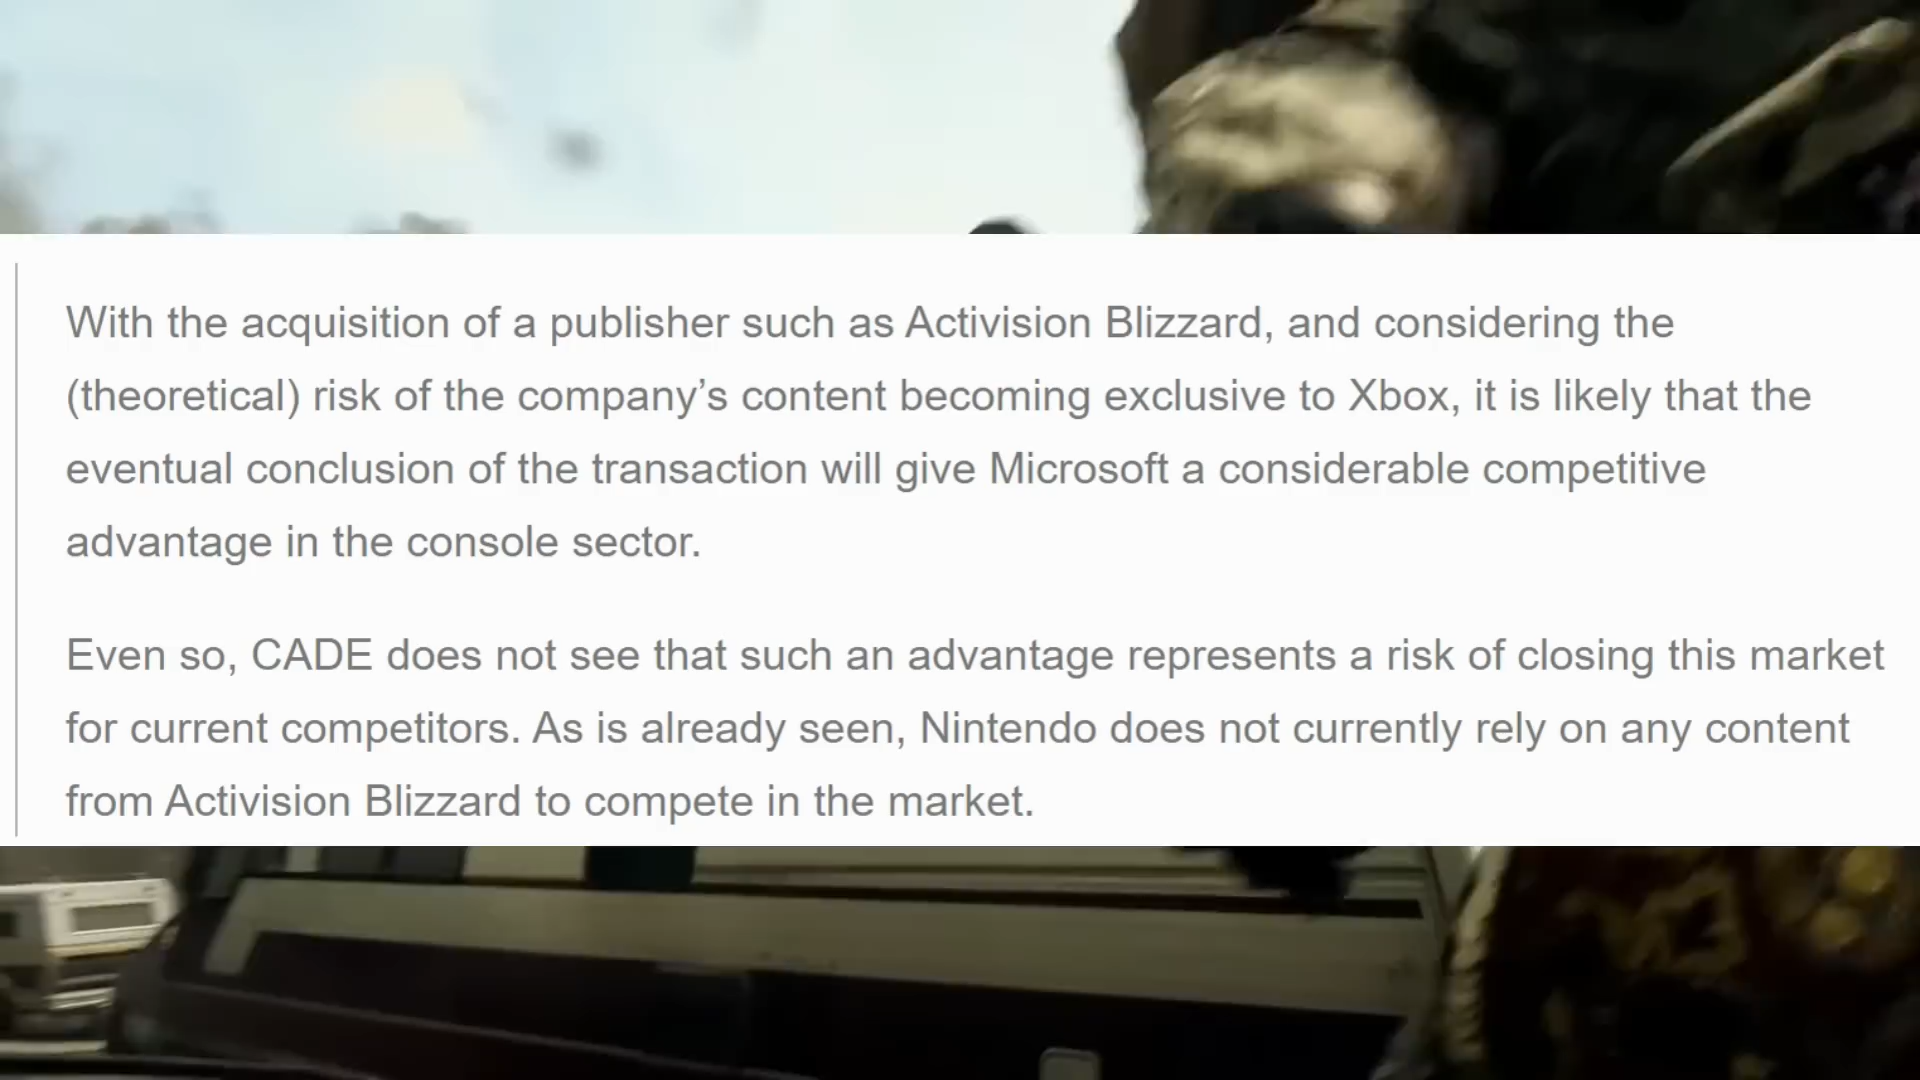 With the acquisition of a publisher such as Activision Blizzard, and considering the
(theoretical) risk of the company’s content becoming exclusive to Xbox, it is likely that the
eventual conclusion of the transaction will give Microsoft a considerable competitive
advantage in the console sector.
Even so, CADE does not see that such an advantage represents a risk of closing this market
for current competitors. As is already seen, Nintendo does not currently rely on any content
from Activision Blizzard to compete in the market.